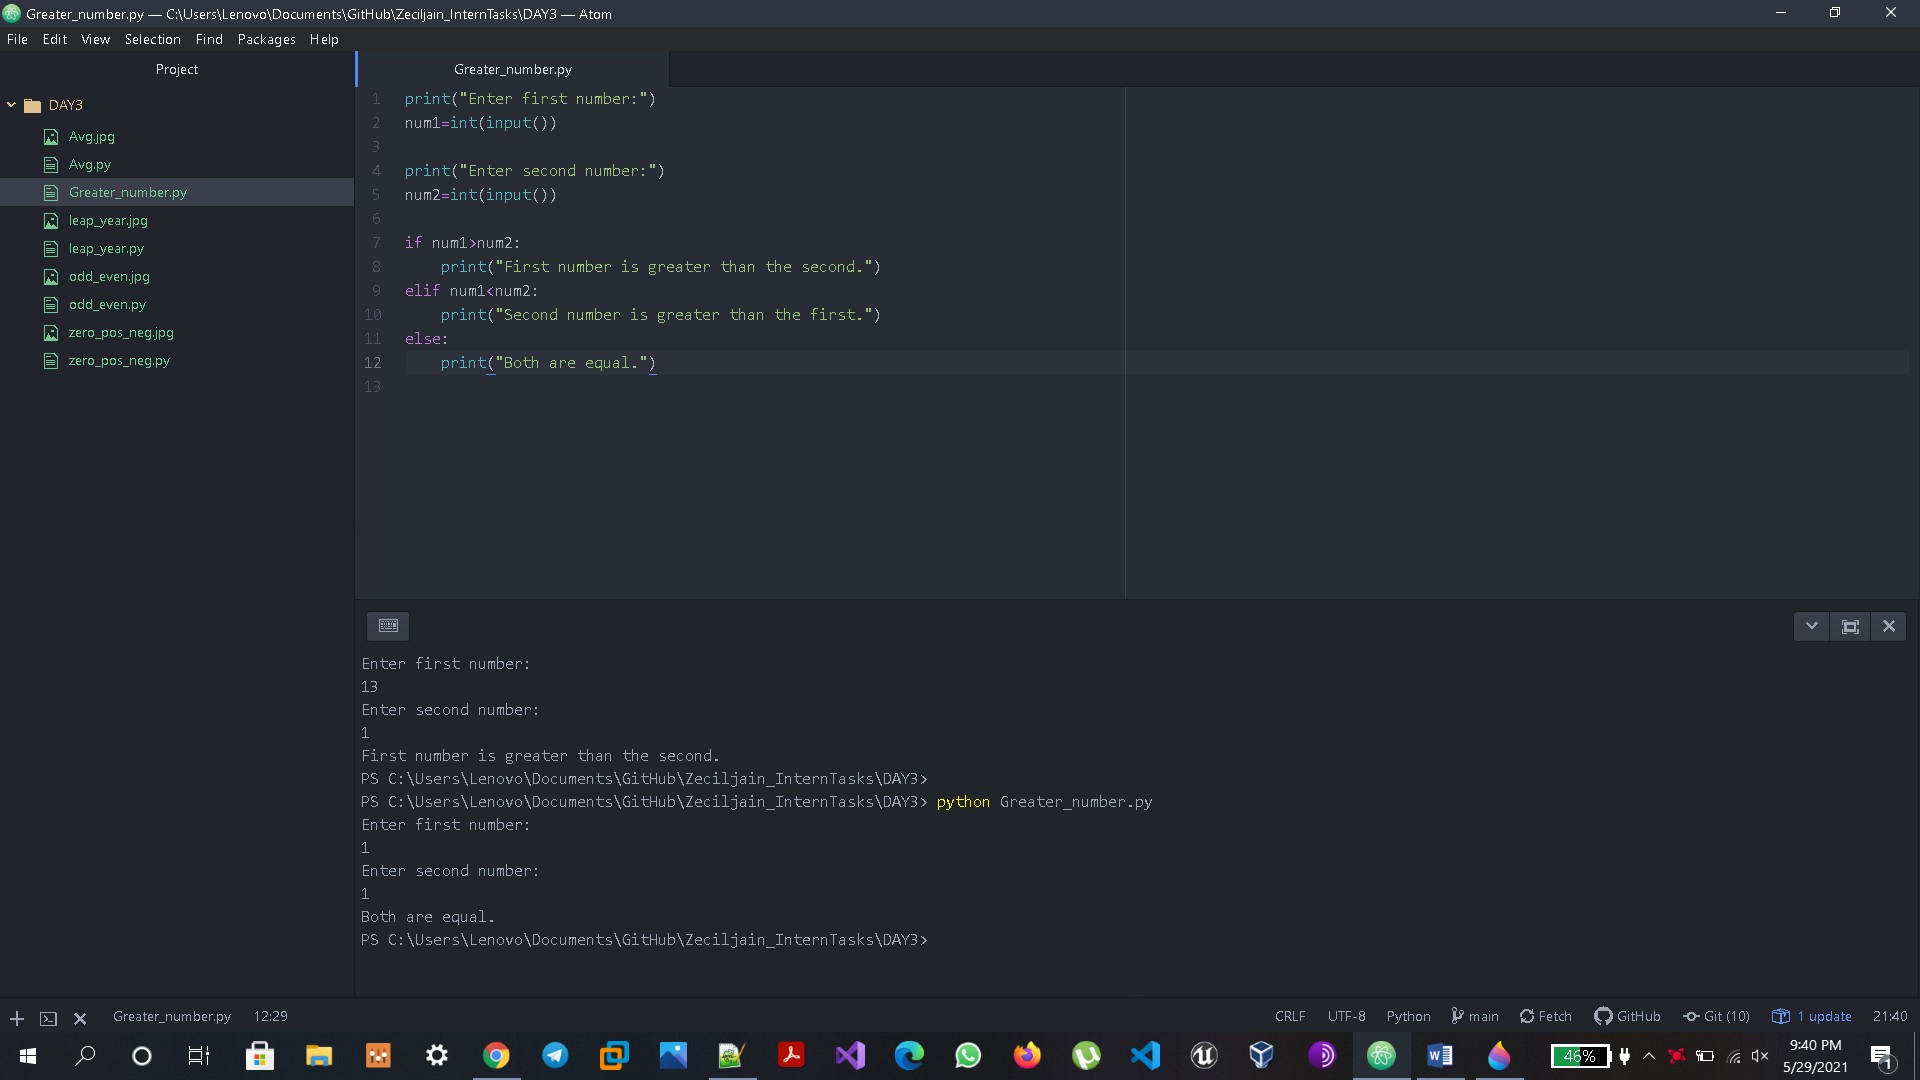 Greater_number.py — C:\Users\Lenovo\Documents\GitHub\Zeciljain_InternTasks\DAY3 — Atom
File Edit View Selection Find Packages Help
Project
DAY3
Avg.jpg
Avg.py
Greater_number.py
leap_year.jpg
leap_year.py
odd_even.jpg
odd_even.py
zero_pos_neg.jpg
zero_pos_neg.py
Greater_number.py
1 print("Enter first number:")
2 num1=int(input())
3
4 print("Enter second number:")
5 num2=int(input())
6
7 if num1>num2:
8     print("First number is greater than the second.")
9 elif num1<num2:
10     print("Second number is greater than the first.")
11 else:
12     print("Both are equal.")
13
Enter first number:
13
Enter second number:
1
First number is greater than the second.
PS C:\Users\Lenovo\Documents\GitHub\Zeciljain_InternTasks\DAY3>
PS C:\Users\Lenovo\Documents\GitHub\Zeciljain_InternTasks\DAY3> python Greater_number.py
Enter first number:
1
Enter second number:
1
Both are equal.
PS C:\Users\Lenovo\Documents\GitHub\Zeciljain_InternTasks\DAY3>
Greater_number.py 12:29 CRLF UTF-8 Python main Fetch GitHub Git (10) 1 update 21:40
46% 9:40 PM
5/29/2021 1